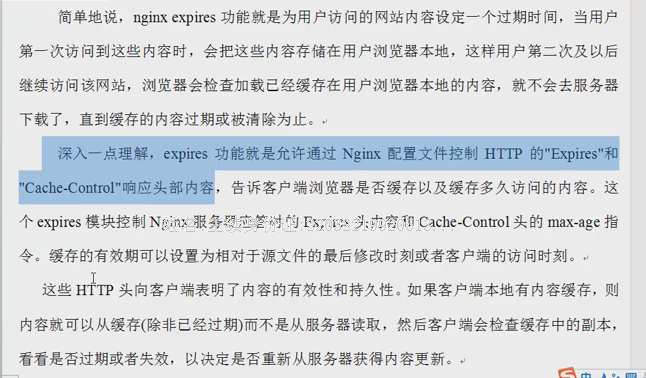 简单地说，nginx expires 功能就是为用户访问的网站内容设定一个过期时间，当用户
第一次访问到这些内容时，会把这些内容存储在用户浏览器本地，这样用户第二次及以后
继续访问该网站，浏览器会检查加载已经缓存在用户浏览器本地的内容，就不会去服务器
下载了，直到缓存的内容过期或被清除为止。
深入一点理解，expires 功能就是允许通过 Nginx 配置文件控制 HTTP 的"Expires"和
"Cache-Control"响应头部内容，告诉客户端浏览器是否缓存以及缓存多久访问的内容。这
个 expires 模块控制 Nginx 服务器应答时的 Expires 头内容和 Cache-Control 头的 max-age 指
令。缓存的有效期可以设置为相对于源文件的最后修改时刻或者客户端的访问时刻。
这些 HTTP 头向客户端表明了内容的有效性和持久性。如果客户端本地有内容缓存，则
内容就可以从缓存(除非已经过期)而不是从服务器读取，然后客户端会检查缓存中的副本，
看看是否过期或者失效，以决定是否重新从服务器获得内容更新。